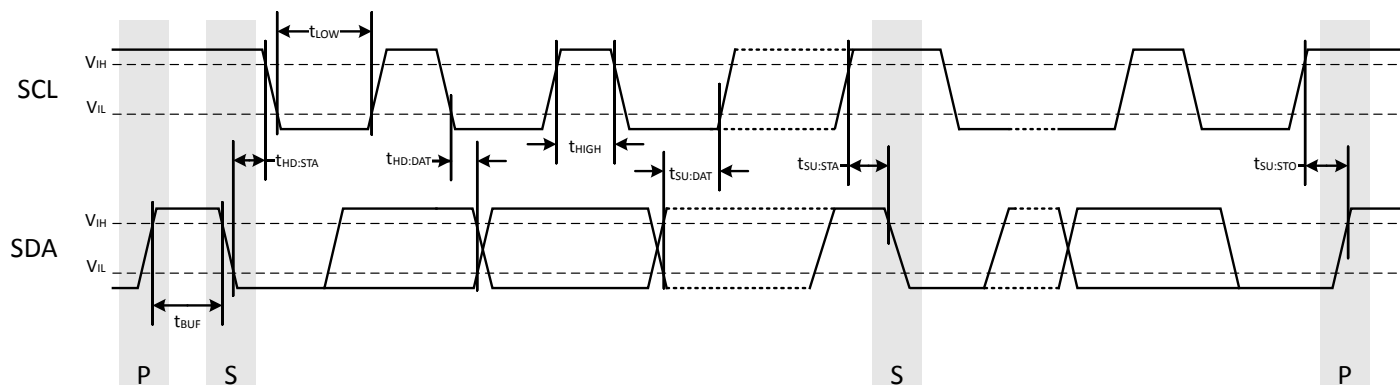 tLOW
VIH
SCL
VIL
tHD:STA
tHD:DAT
tHIGH
tSU:DAT
tSU:STA
tSU:STO
VIH
SDA
VIL
tBUF
P
S
S
P